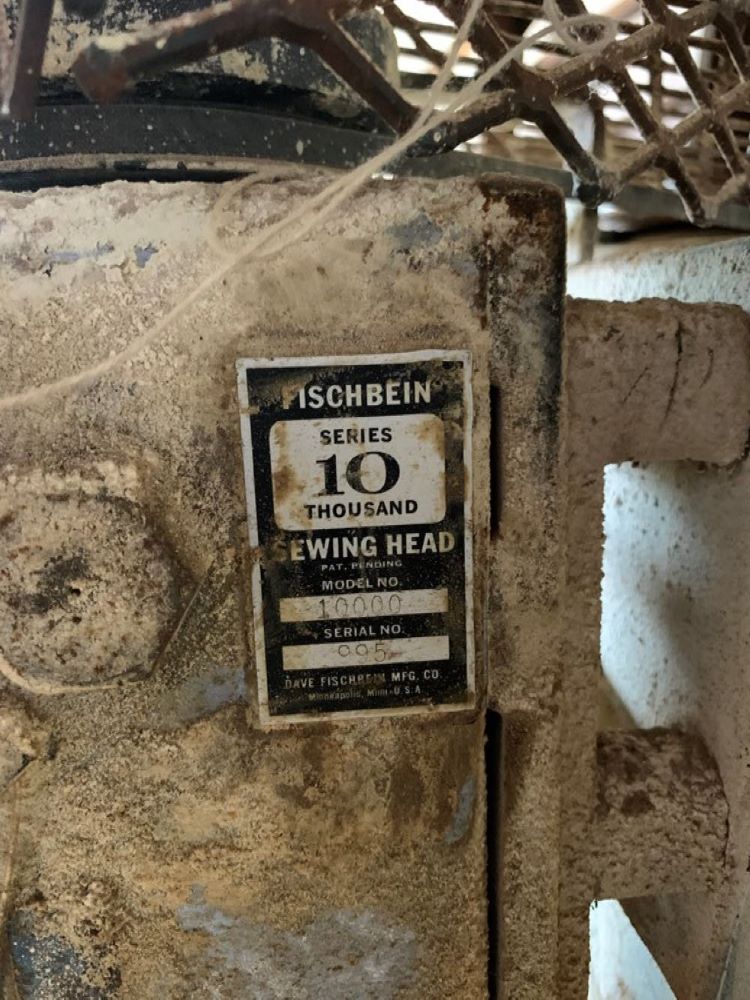 FISCHBEIN
SERIES
10
THOUSAND
SEWING HEAD
PAT. PENDING
MODEL NO.
10000
SERIAL NO.
995
DAVE FISCHBEIN MFG. CO.
Minneapolis, Minn. U.S.A